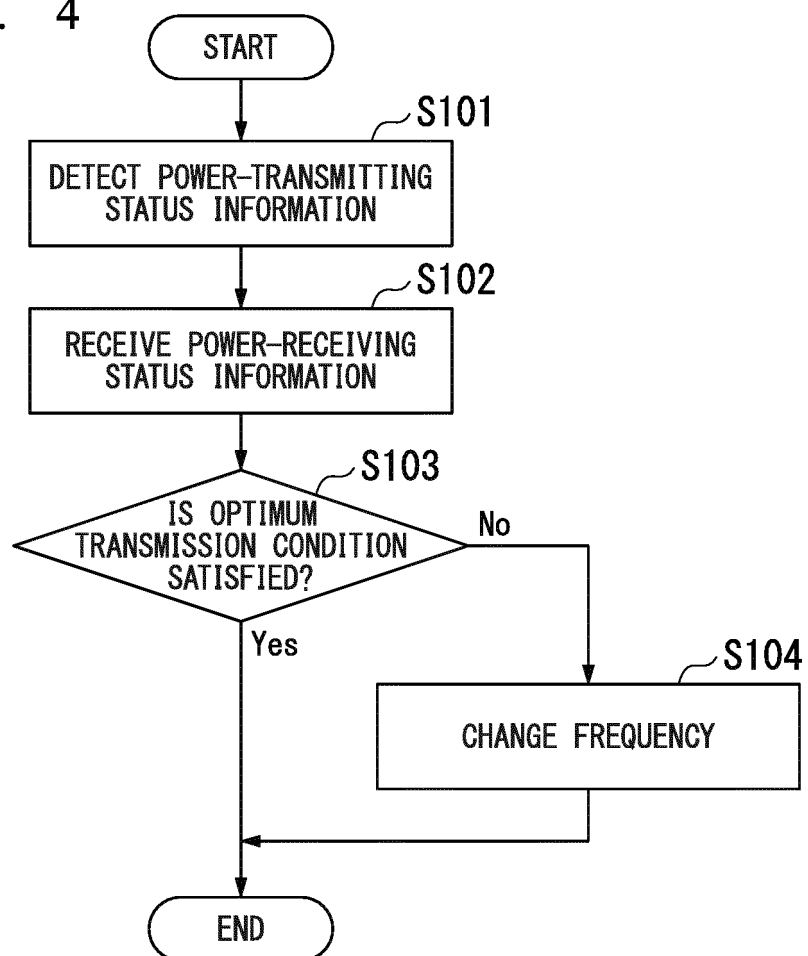 . 4
START
S101
DETECT POWER-TRANSMITTING
STATUS INFORMATION
S102
RECEIVE POWER-RECEIVING
STATUS INFORMATION
S103
IS OPTIMUM
TRANSMISSION CONDITION
SATISFIED?
No
Yes
S104
CHANGE FREQUENCY
END